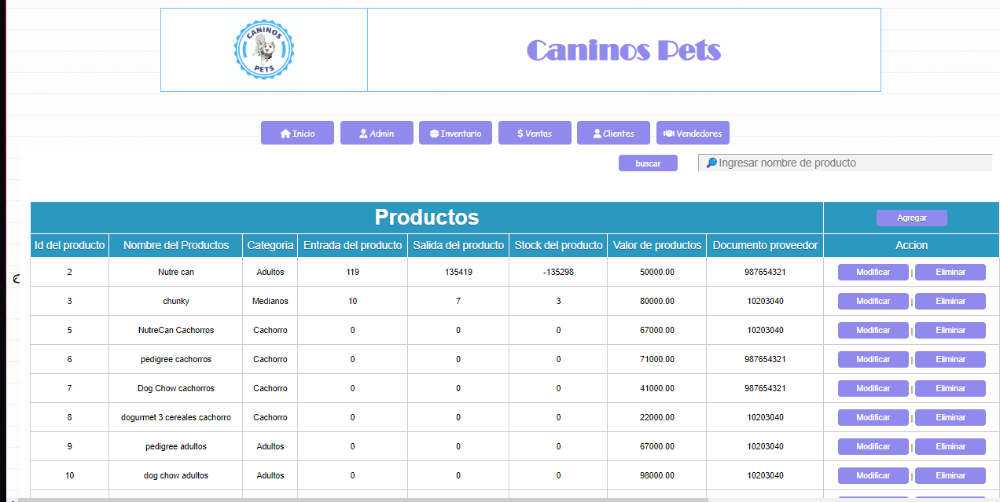 CANINOS
PETS
Caninos Pets
Inicio Admin Inventario $ Ventas Clientes Vendedores
buscar Ingresar nombre de producto
Productos Agregar
Id del producto Nombre del Productos Categoria Entrada del producto Salida del producto Stock del producto Valor de productos Documento proveedor Accion
2 Nutre can Adultos 119 135419 -135298 50000.00 987654321 Modificar | Eliminar
3 chunky Medianos 10 7 3 80000.00 10203040 Modificar | Eliminar
5 NutreCan Cachorros Cachorro 0 0 0 67000.00 10203040 Modificar | Eliminar
6 pedigree cachorros Cachorro 0 0 0 71000.00 987654321 Modificar | Eliminar
7 Dog Chow cachorros Cachorro 0 0 0 41000.00 987654321 Modificar | Eliminar
8 dogurmet 3 cereales cachorro Cachorro 0 0 0 22000.00 10203040 Modificar | Eliminar
9 pedigree adultos Adultos 0 0 0 67000.00 10203040 Modificar | Eliminar
10 dog chow adultos Adultos 0 0 0 98000.00 10203040 Modificar | Eliminar